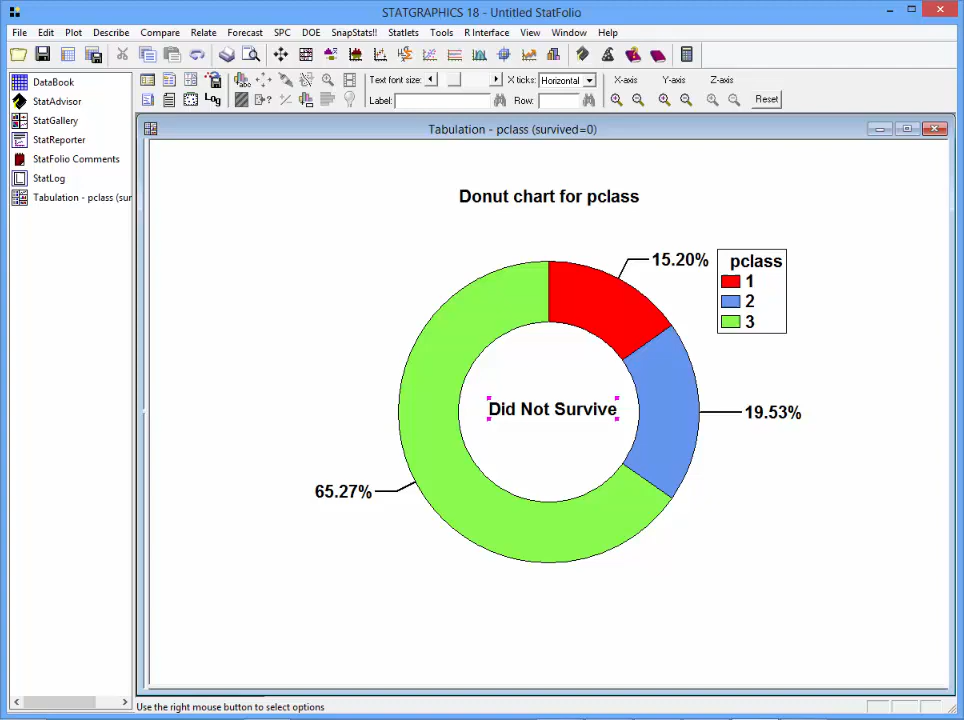 STATGRAPHICS 18 - Untitled StatFolio
File Edit Plot Describe Compare Relate Forecast SPC DOE SnapStats!! Statlets Tools R Interface View Window Help
Text font size: X ticks: Horizontal X-axis Y-axis Z-axis
Log Label: Row: Reset
DataBook
StatAdvisor
StatGallery
StatReporter
StatFolio Comments
StatLog
Tabulation - pclass (sur
Tabulation - pclass (survived=0)
Donut chart for pclass
15.20%
pclass
1
2
3
Did Not Survive
19.53%
65.27%
Use the right mouse button to select options